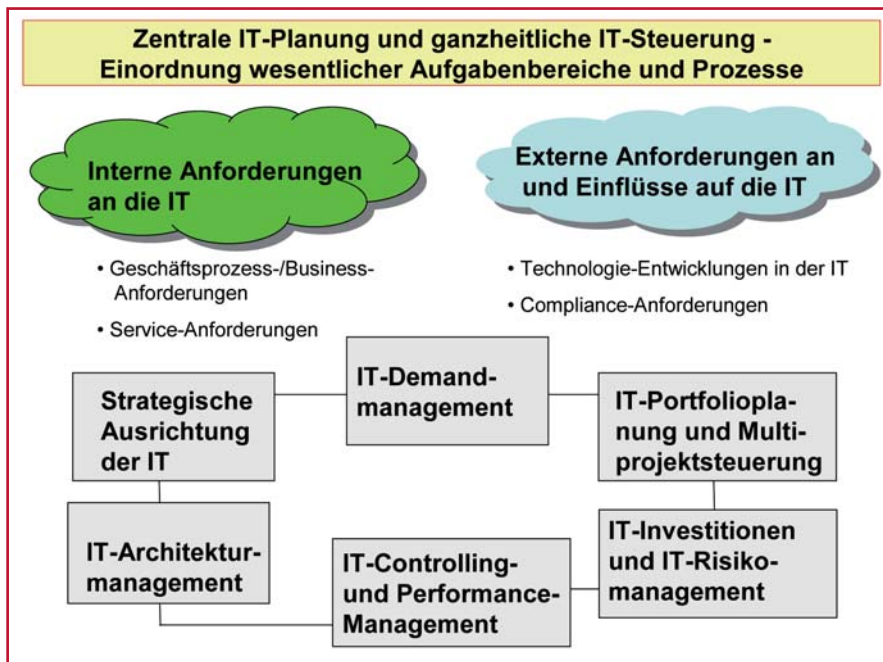 Zentrale IT-Planung und ganzheitliche IT-Steuerung -
Einordnung wesentlicher Aufgabenbereiche und Prozesse
Interne Anforderungen
an die IT
Externe Anforderungen an
und Einflüsse auf die IT
• Geschäftsprozess-/Business-
Anforderungen
• Service-Anforderungen
• Technologie-Entwicklungen in der IT
• Compliance-Anforderungen
IT-Demand-
management
Strategische
Ausrichtung
der IT
IT-Portfoliopla-
nung und Multi-
projektsteuerung
IT-Architektur-
management
IT-Controlling-
und Performance-
Management
IT-Investitionen
und IT-Risiko-
management